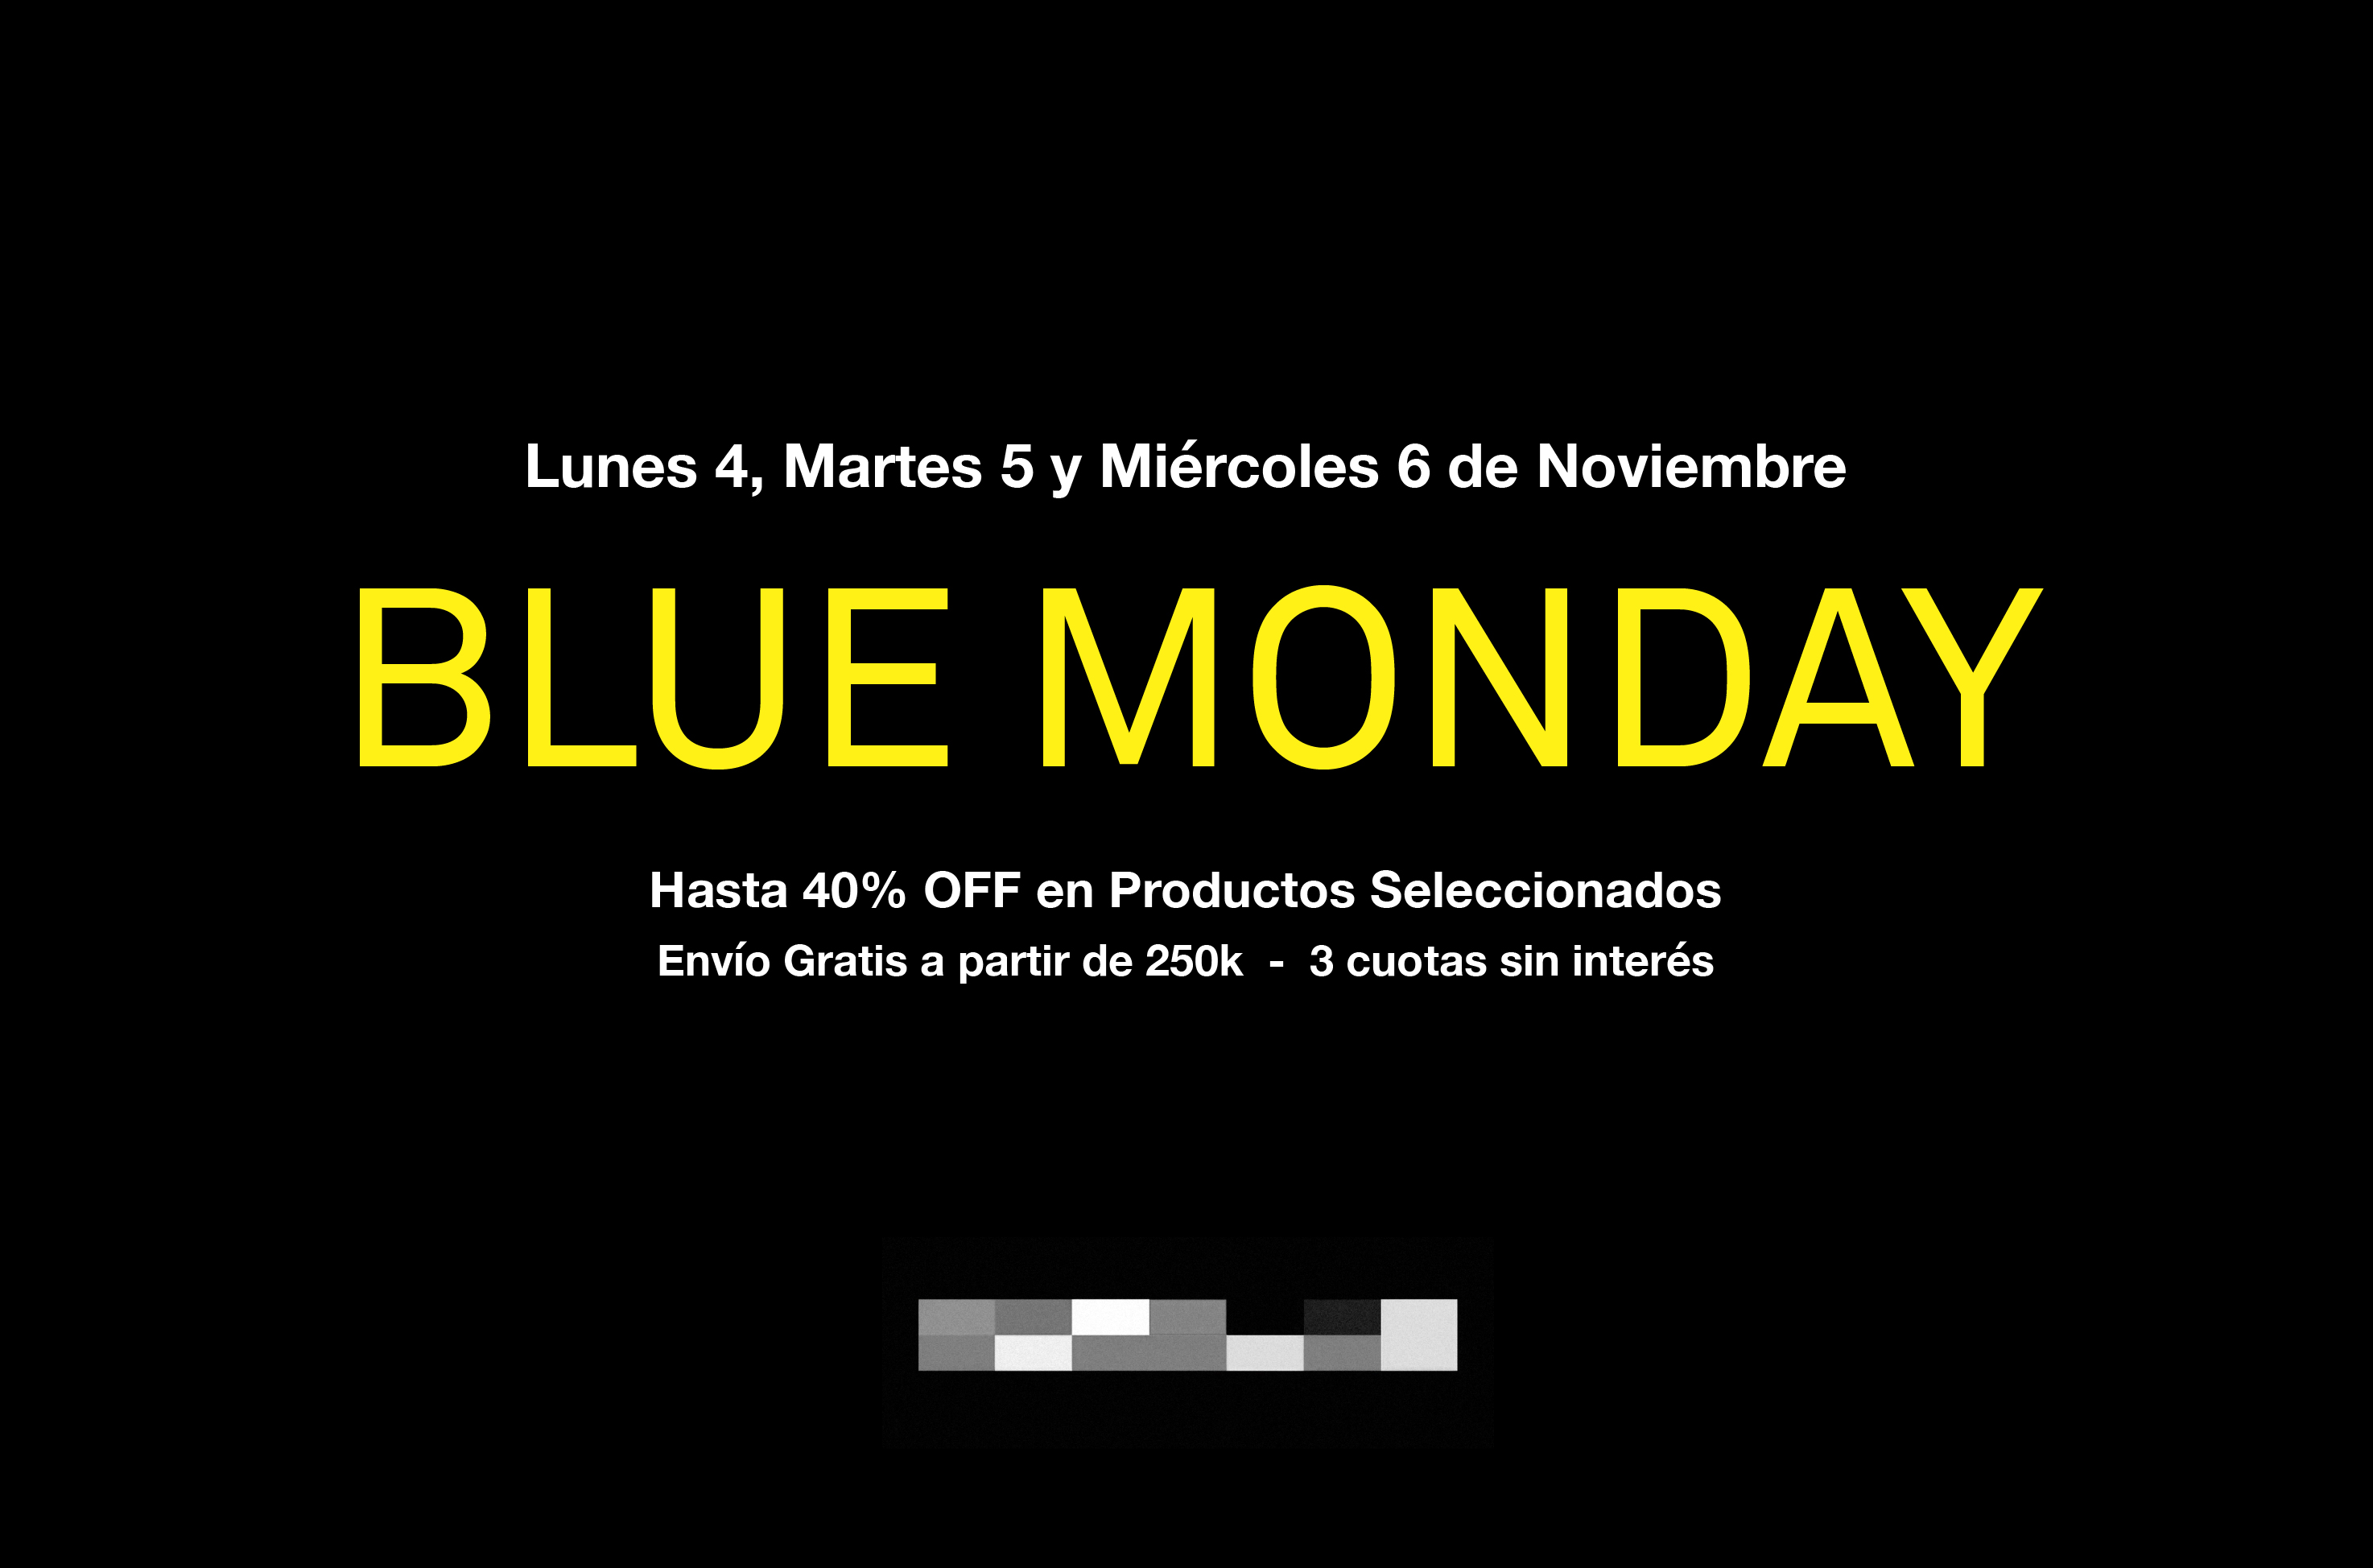 Lunes 4, Martes 5 y Miércoles 6 de Noviembre
BLUE MONDAY
Hasta 40% OFF en Productos Seleccionados
Envío Gratis a partir de 250k - 3 cuotas sin interés